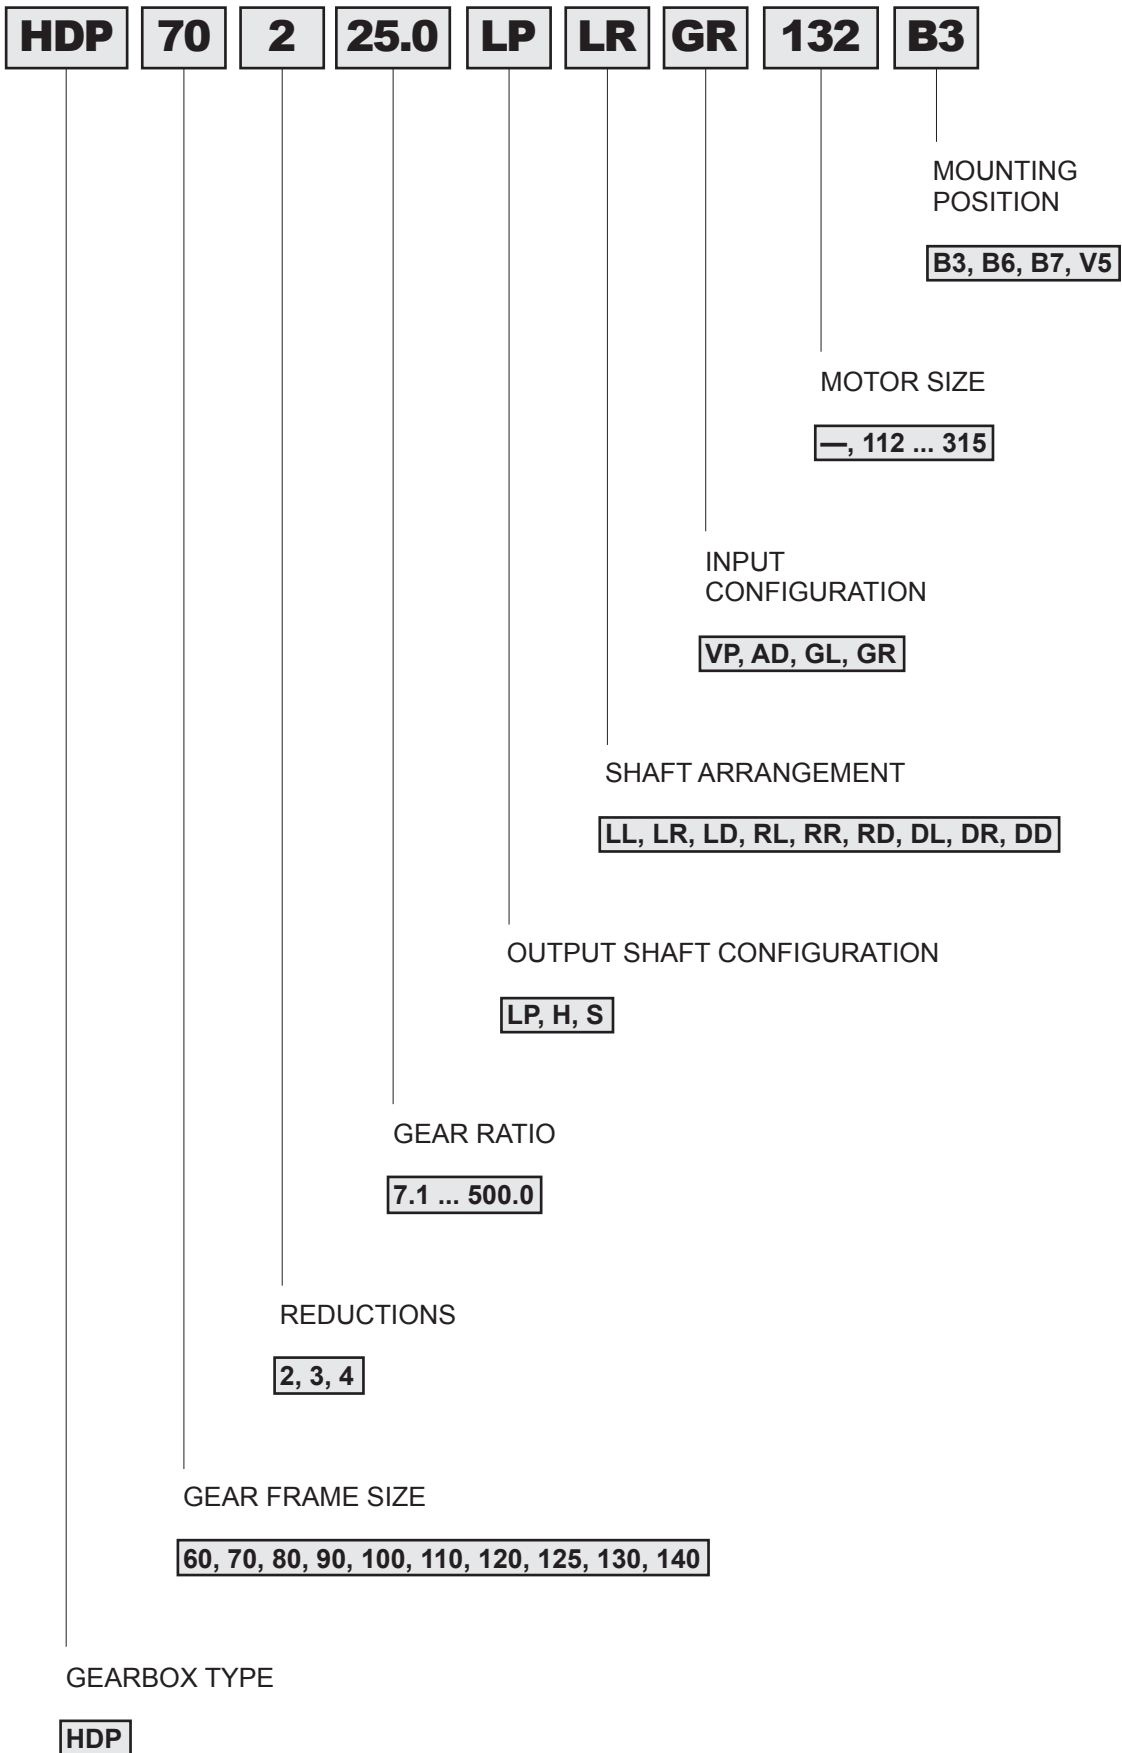 HDP 70 2 25.0 LP LR GR 132 B3
MOUNTING
POSITION
B3, B6, B7, V5
MOTOR SIZE
—, 112 ... 315
INPUT
CONFIGURATION
VP, AD, GL, GR
SHAFT ARRANGEMENT
LL, LR, LD, RL, RR, RD, DL, DR, DD
OUTPUT SHAFT CONFIGURATION
LP, H, S
GEAR RATIO
7.1 ... 500.0
REDUCTIONS
2, 3, 4
GEAR FRAME SIZE
60, 70, 80, 90, 100, 110, 120, 125, 130, 140
GEARBOX TYPE
HDP